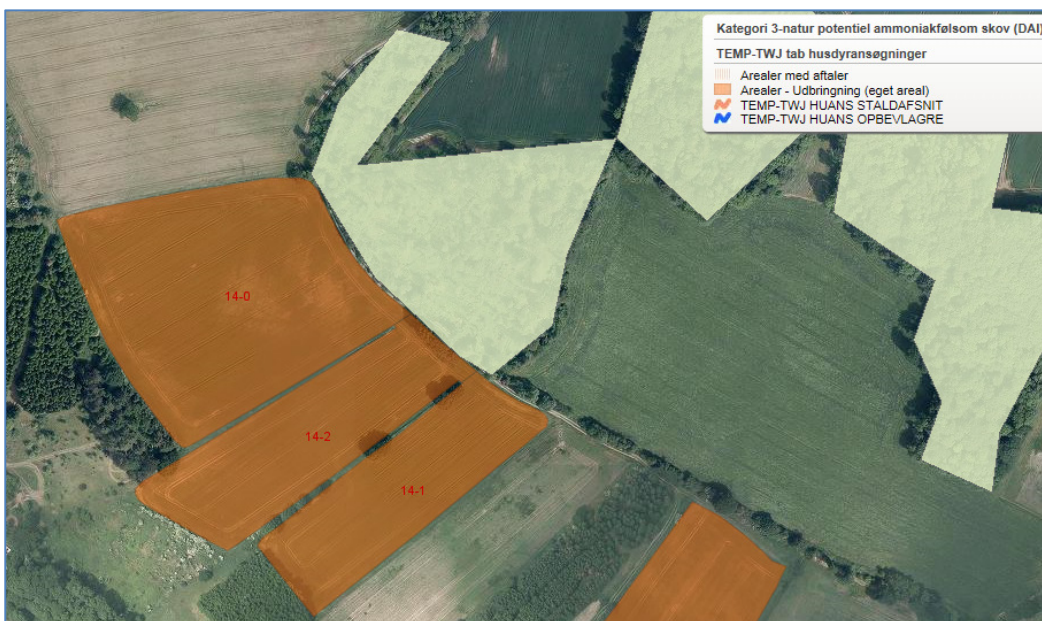 Kategori 3-natur potentiel ammoniakfølsom skov (DAI)
TEMP-TWJ tab husdyransøgninger
Arealer med aftaler
Arealer - Udbringning (eget areal)
TEMP-TWJ HUANS STALDAFSNIT
TEMP-TWJ HUANS OPBEVLAGRE
14-0
14-2
14-1